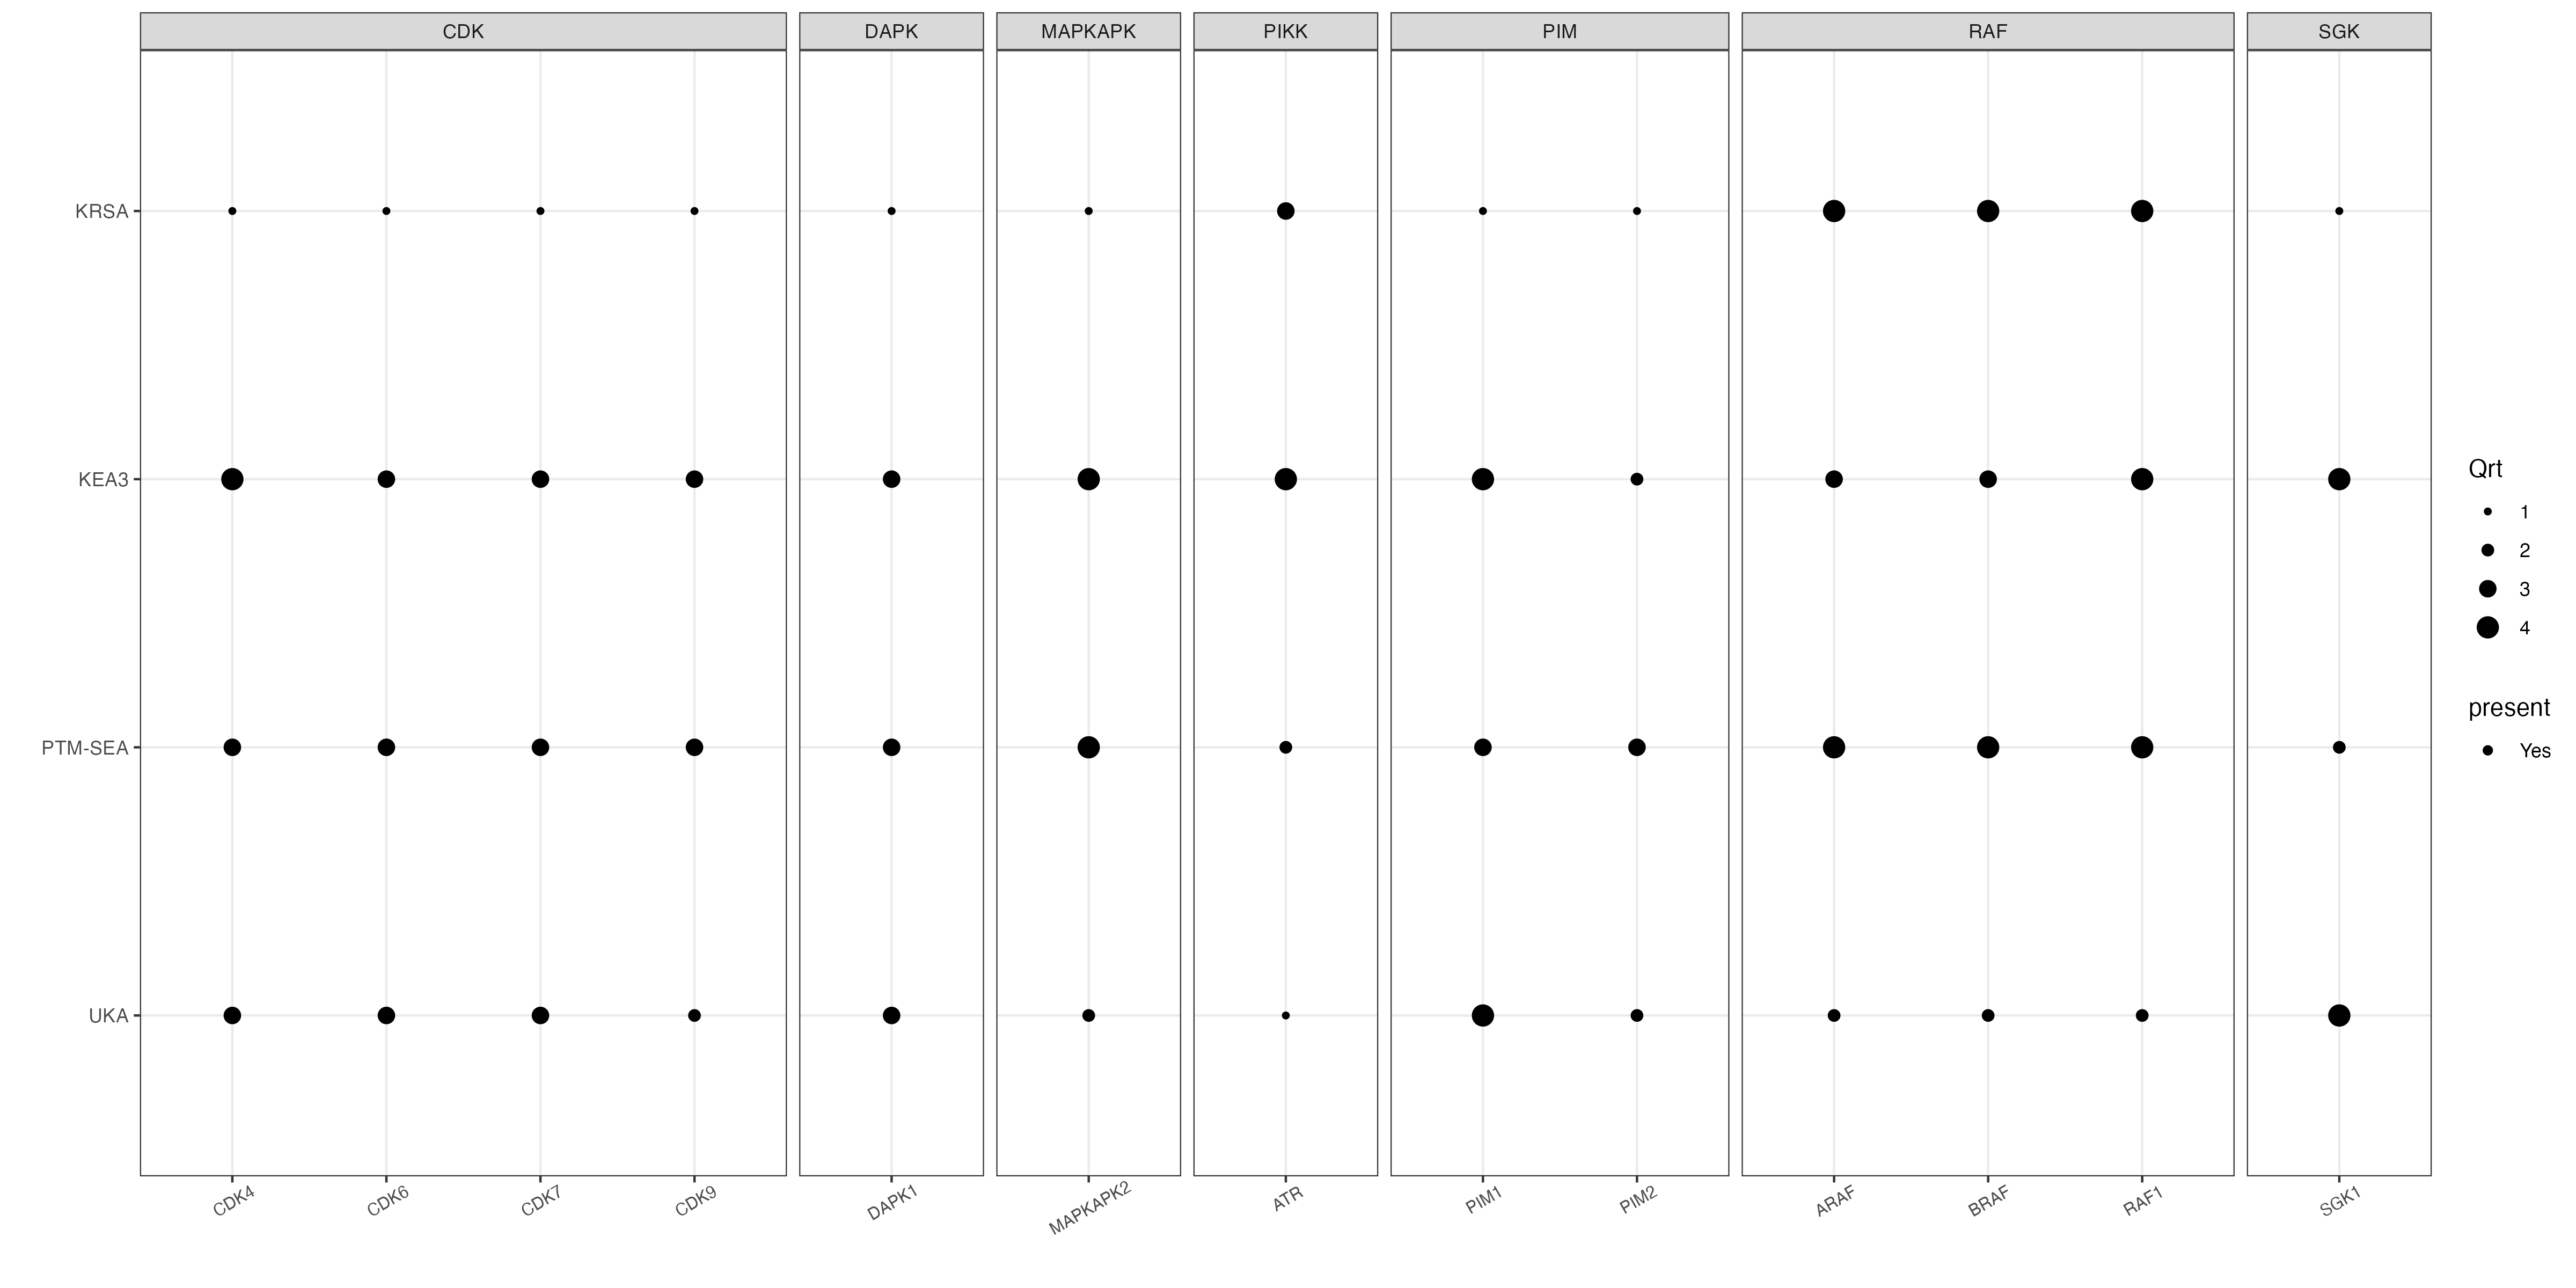 CDK DAPK MAPKAPK PIKK PIM RAF SGK
KRSA
KEA3
PTM-SEA
UKA
CDK4 CDK6 CDK7 CDK9 DAPK1 MAPKAPK2 ATR PIM1 PIM2 ARAF BRAF RAF1 SGK1
Qrt
1
2
3
4
present
Yes